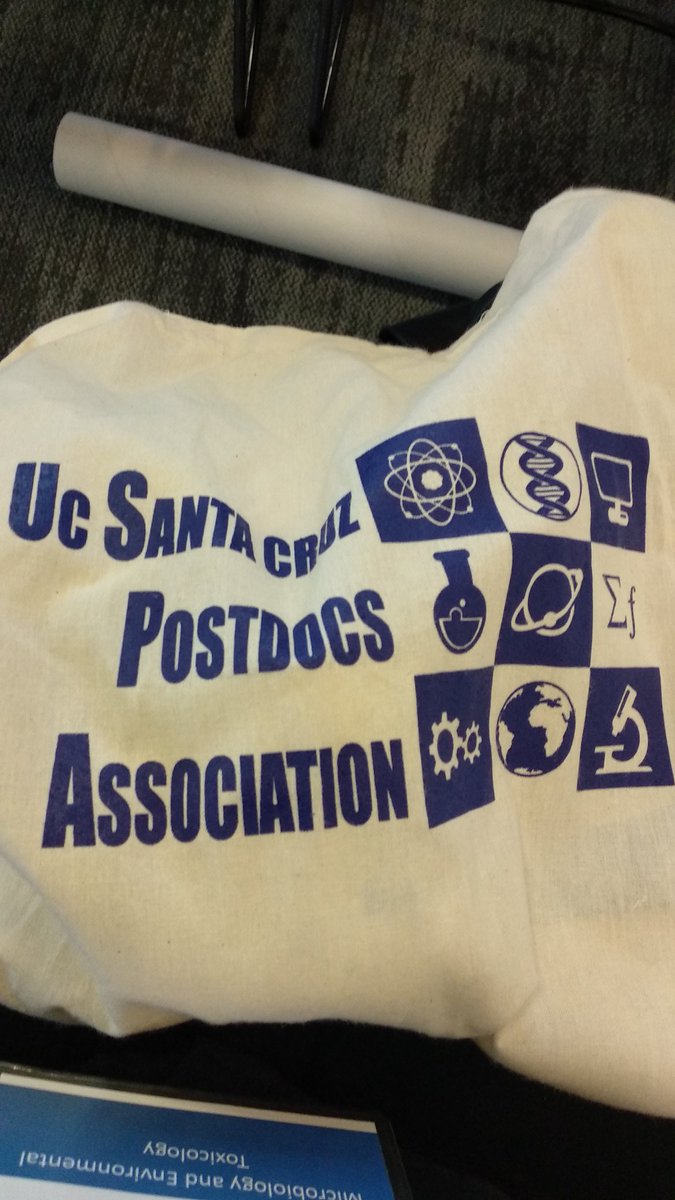 UC SANTA CRUZ
POSTDOCS
ASSOCIATION
Σf
Microbiology and Environmental
Toxicology